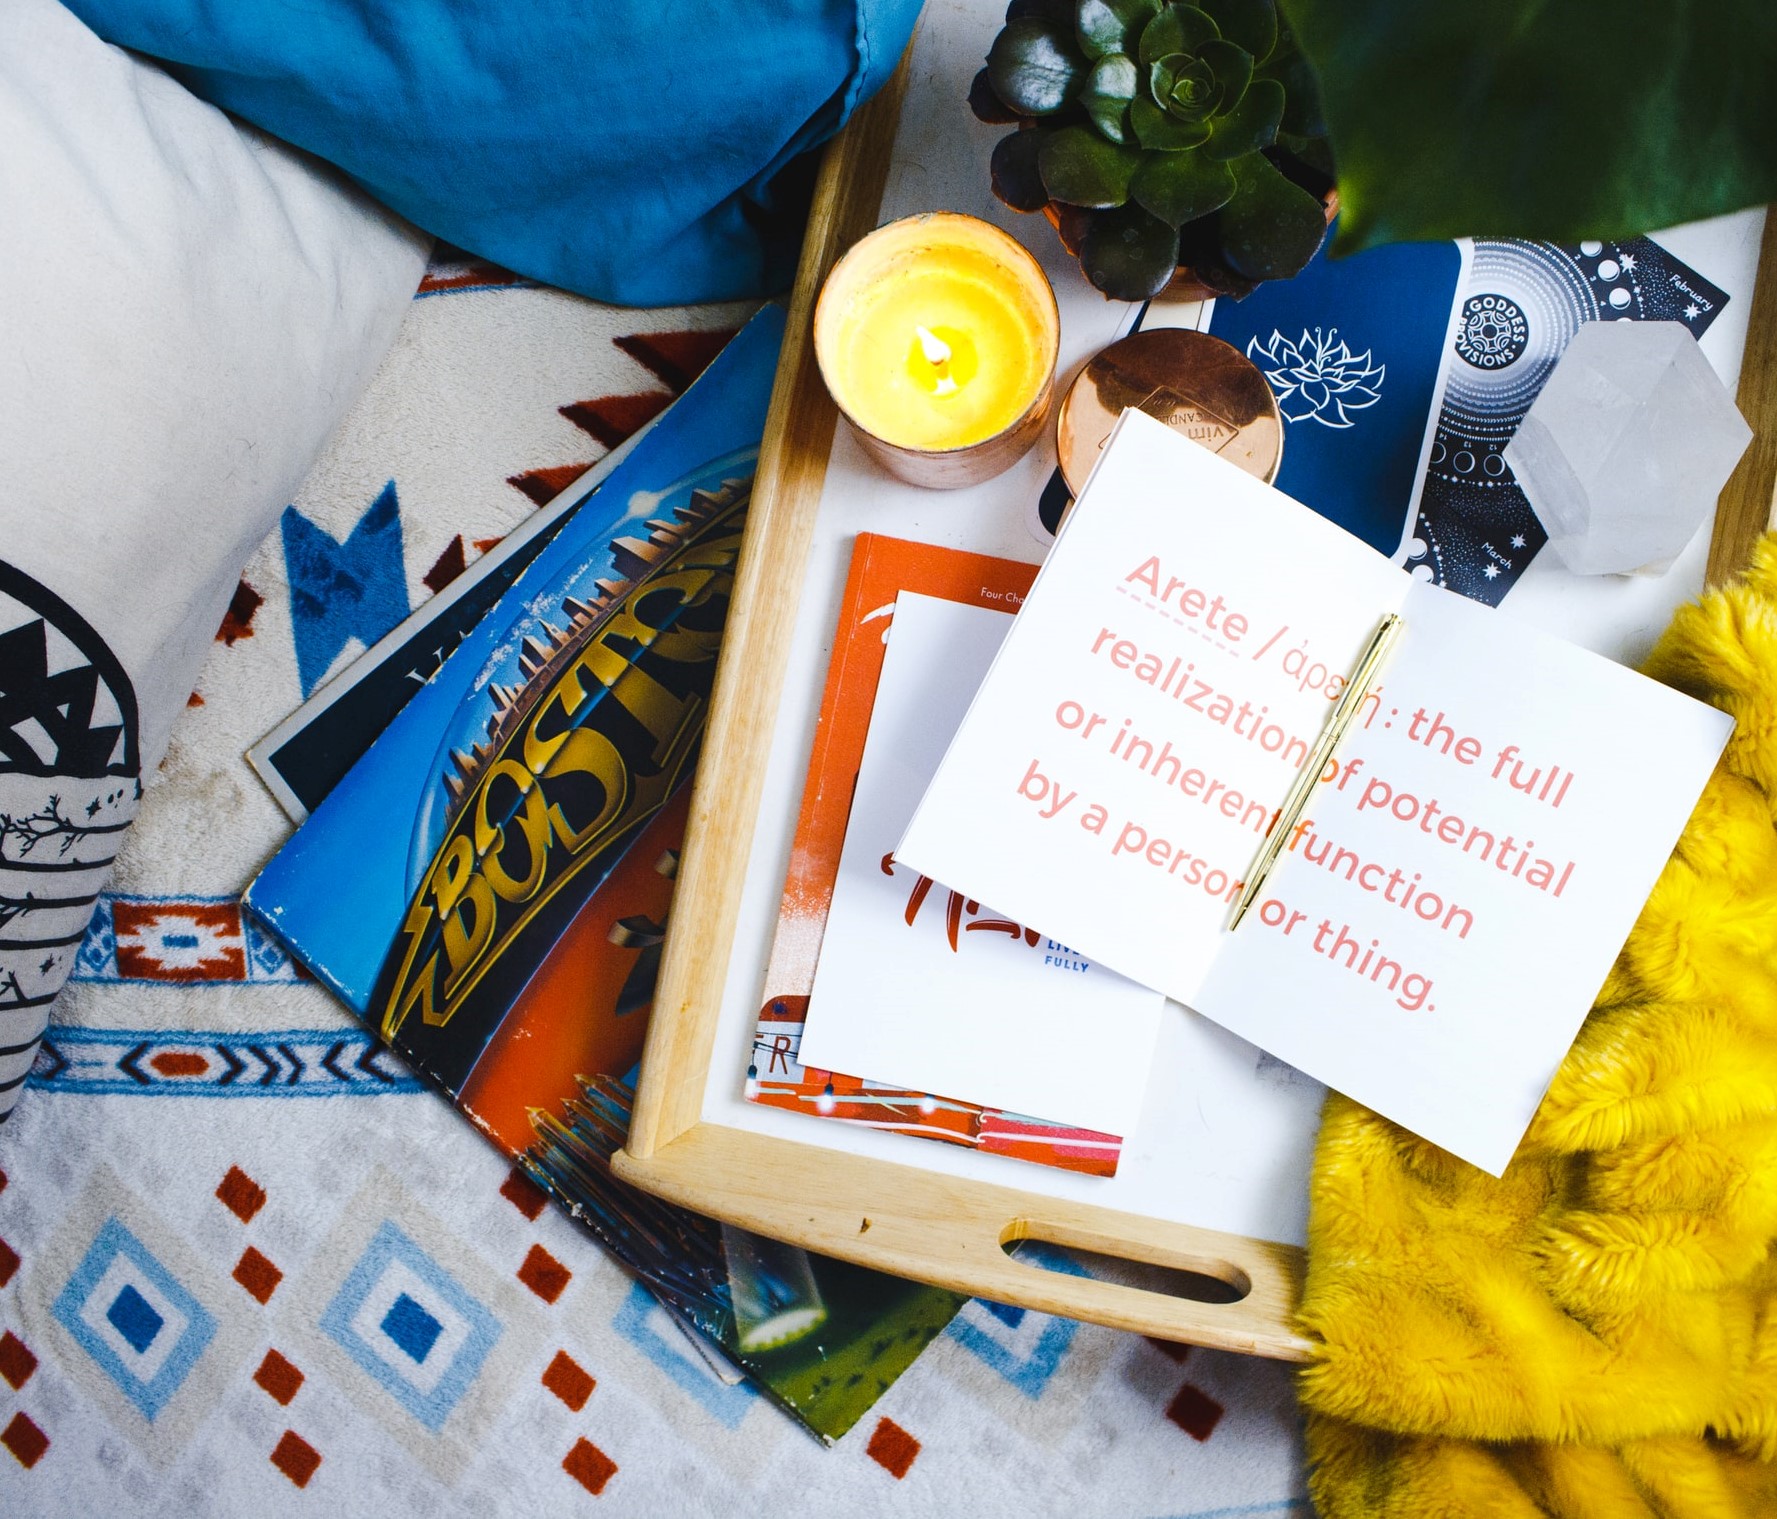 Arete / ἀρετή: the full
realization of potential
or inherent function
by a person or thing.
BOSTON
GODDESS
PROVISIONS
February
March
Four
LIVE
FULLY